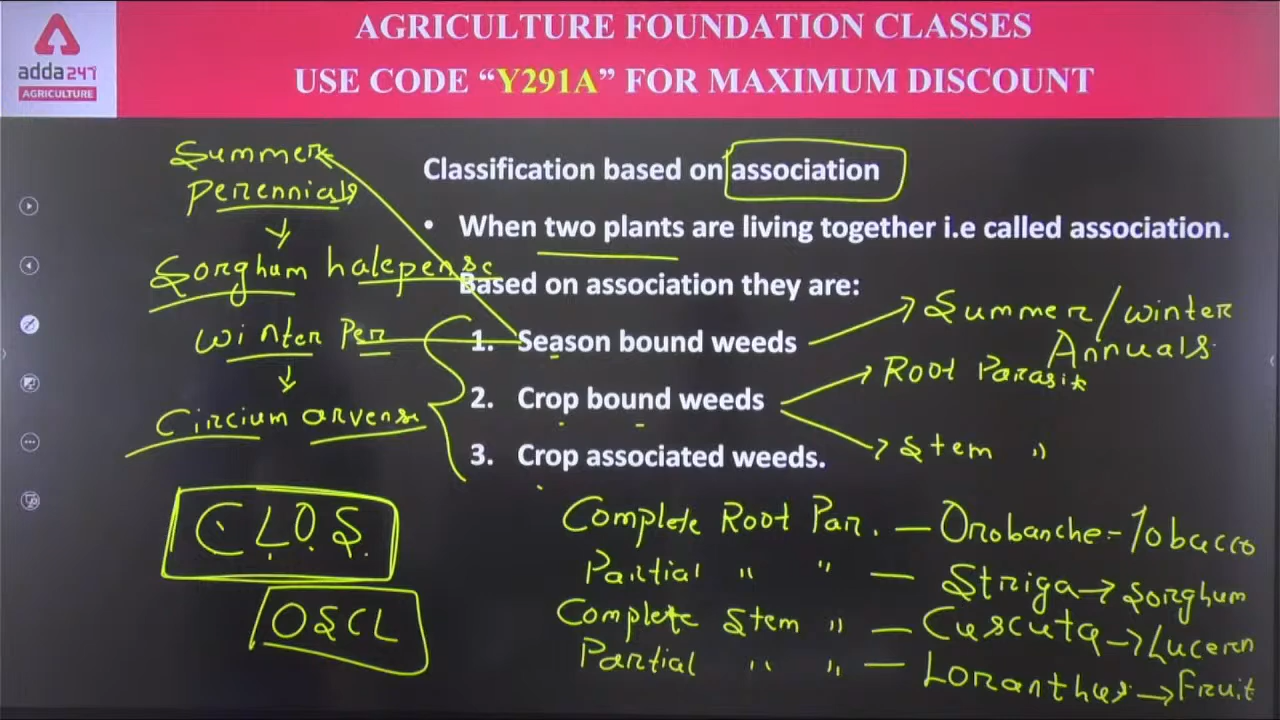 AGRICULTURE FOUNDATION CLASSES
USE CODE “Y291A” FOR MAXIMUM DISCOUNT
adda247
AGRICULTURE
Summer
Perennials
Sorghum halepense
Winter Per
Circium arvense
CLOS
OSCL
Classification based on association
• When two plants are living together i.e called association.
Based on association they are:
1. Season bound weeds
Summer/winter
Annuals
2. Crop bound weeds
Root Parasite
Stem "
3. Crop associated weeds.
Complete Root Par. — Orobanche - Tobacco
Partial " " — Striga → Sorghum
Complete Stem " — Cuscuta → Lucern
Partial " " — Loranthus → Fruit